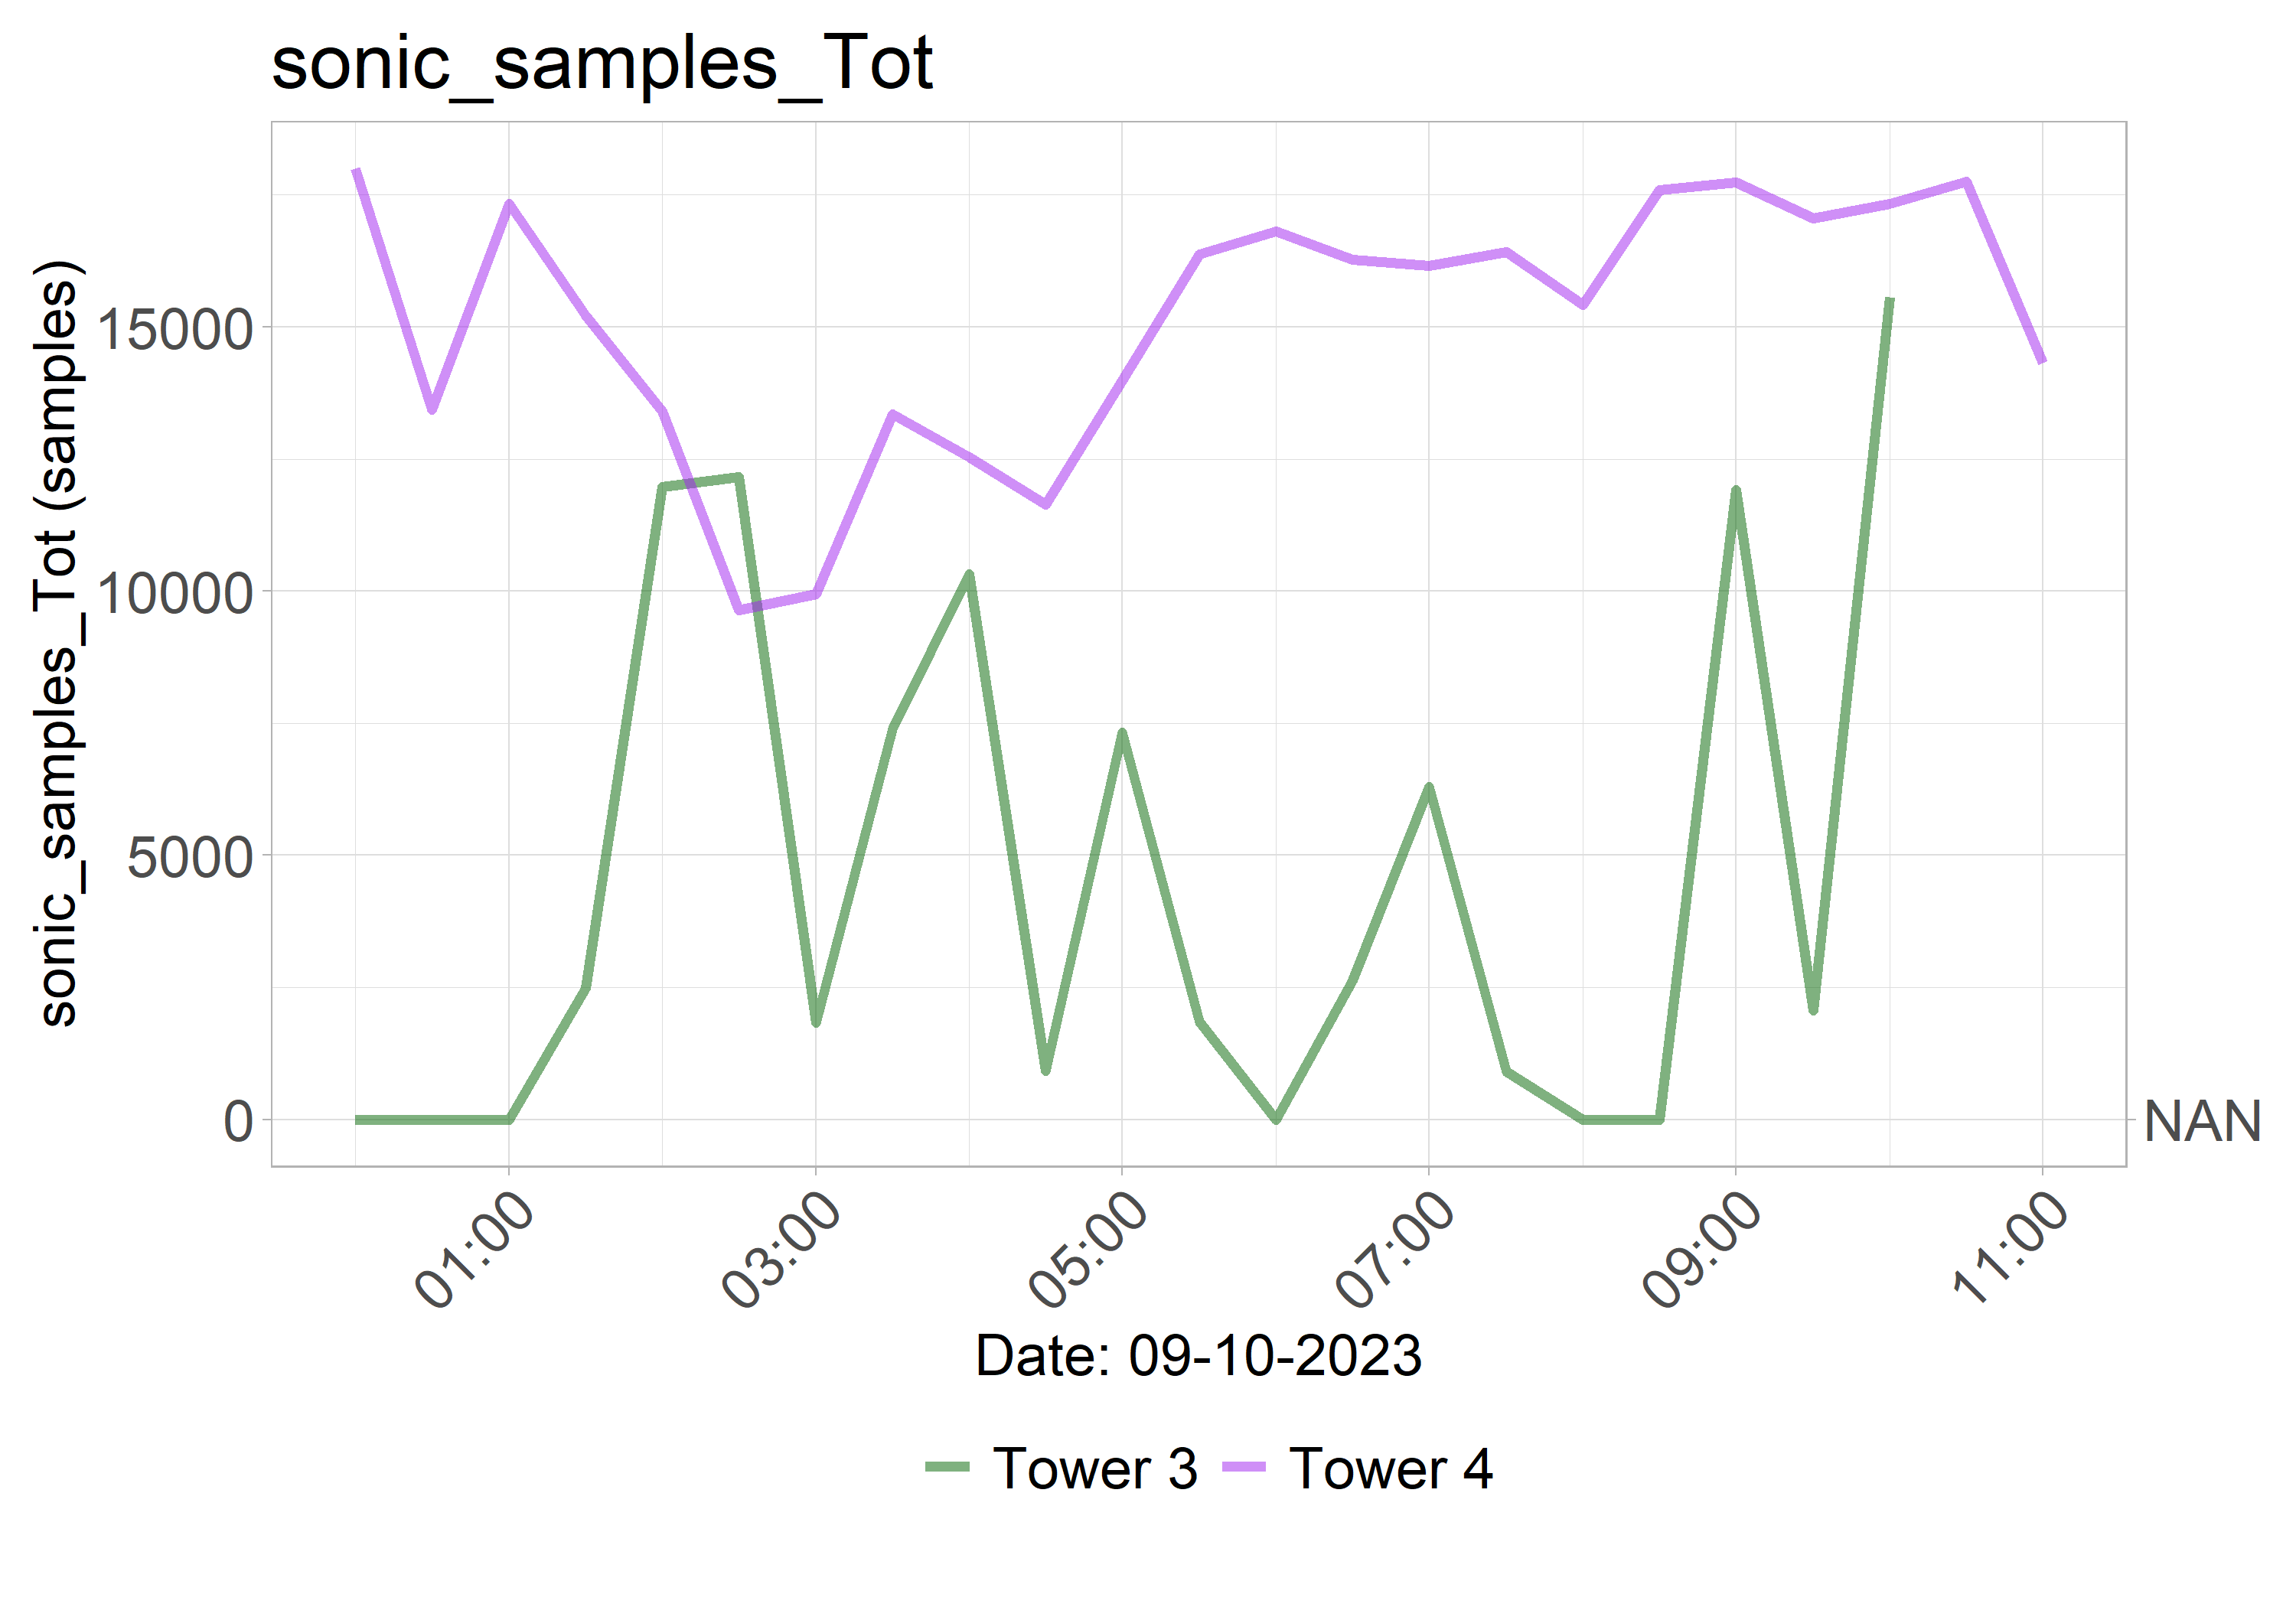 sonic_samples_Tot
sonic_samples_Tot (samples)
15000
10000
5000
0
NAN
01:00
03:00
05:00
07:00
09:00
11:00
Date: 09-10-2023
Tower 3
Tower 4